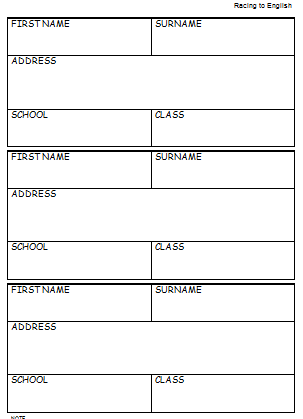 Racing to English
FIRST NAME SURNAME
ADDRESS
SCHOOL CLASS
FIRST NAME SURNAME
ADDRESS
SCHOOL CLASS
FIRST NAME SURNAME
ADDRESS
SCHOOL CLASS
NOTE